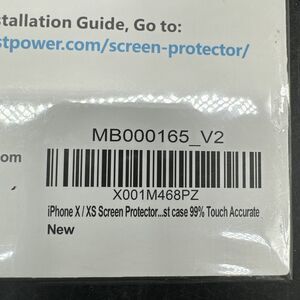 stallation Guide, Go to:
stpower.com/screen-protector/
MB000165_V2
om
X001M468PZ
iPhone X / XS Screen Protector...st case 99% Touch Accurate
New